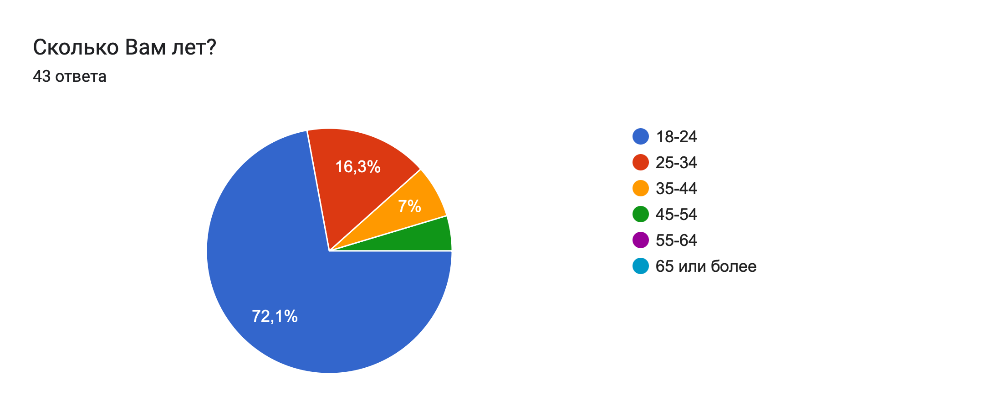 Сколько Вам лет?
43 ответа
16,3%
7%
72,1%
18-24
25-34
35-44
45-54
55-64
65 или более